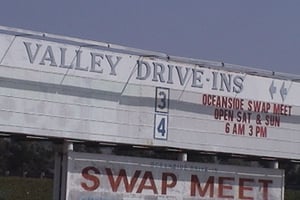 VALLEY DRIVE-INS
3
4
OCEANSIDE SWAP MEET
OPEN SAT & SUN
6 AM 3 PM
SWAP MEET